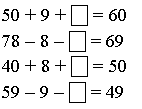 50 + 9 + □ = 60
78 – 8 – □ = 69
40 + 8 + □ = 50
59 – 9 – □ = 49